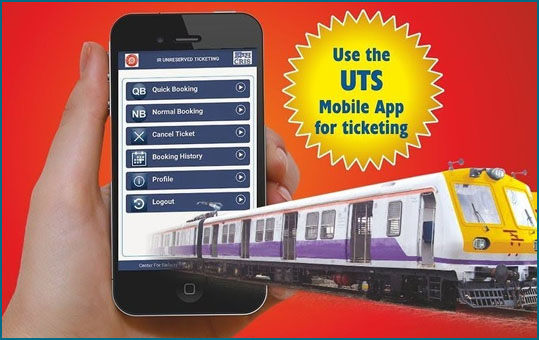 IR UNRESERVED TICKETING
CRIS
QB Quick Booking
NB Normal Booking
Cancel Ticket
Booking History
Profile
Logout
Use the
UTS
Mobile App
for ticketing